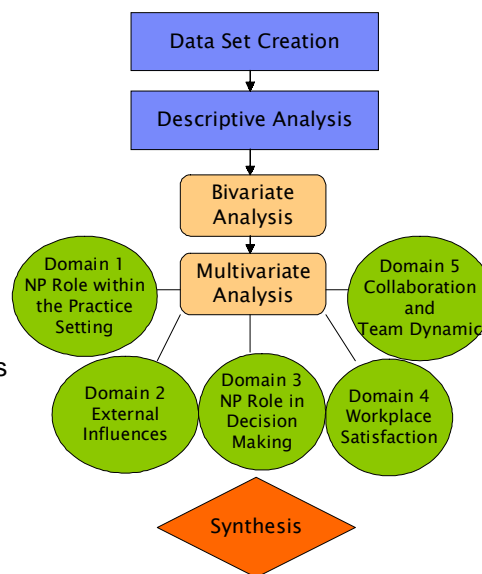 Data Set Creation
Descriptive Analysis
Bivariate
Analysis
Multivariate
Analysis
Domain 1
NP Role within
the Practice
Setting
Domain 5
Collaboration
and
Team Dynamic
s
Domain 2
External
Influences
Domain 3
NP Role in
Decision
Making
Domain 4
Workplace
Satisfaction
Synthesis